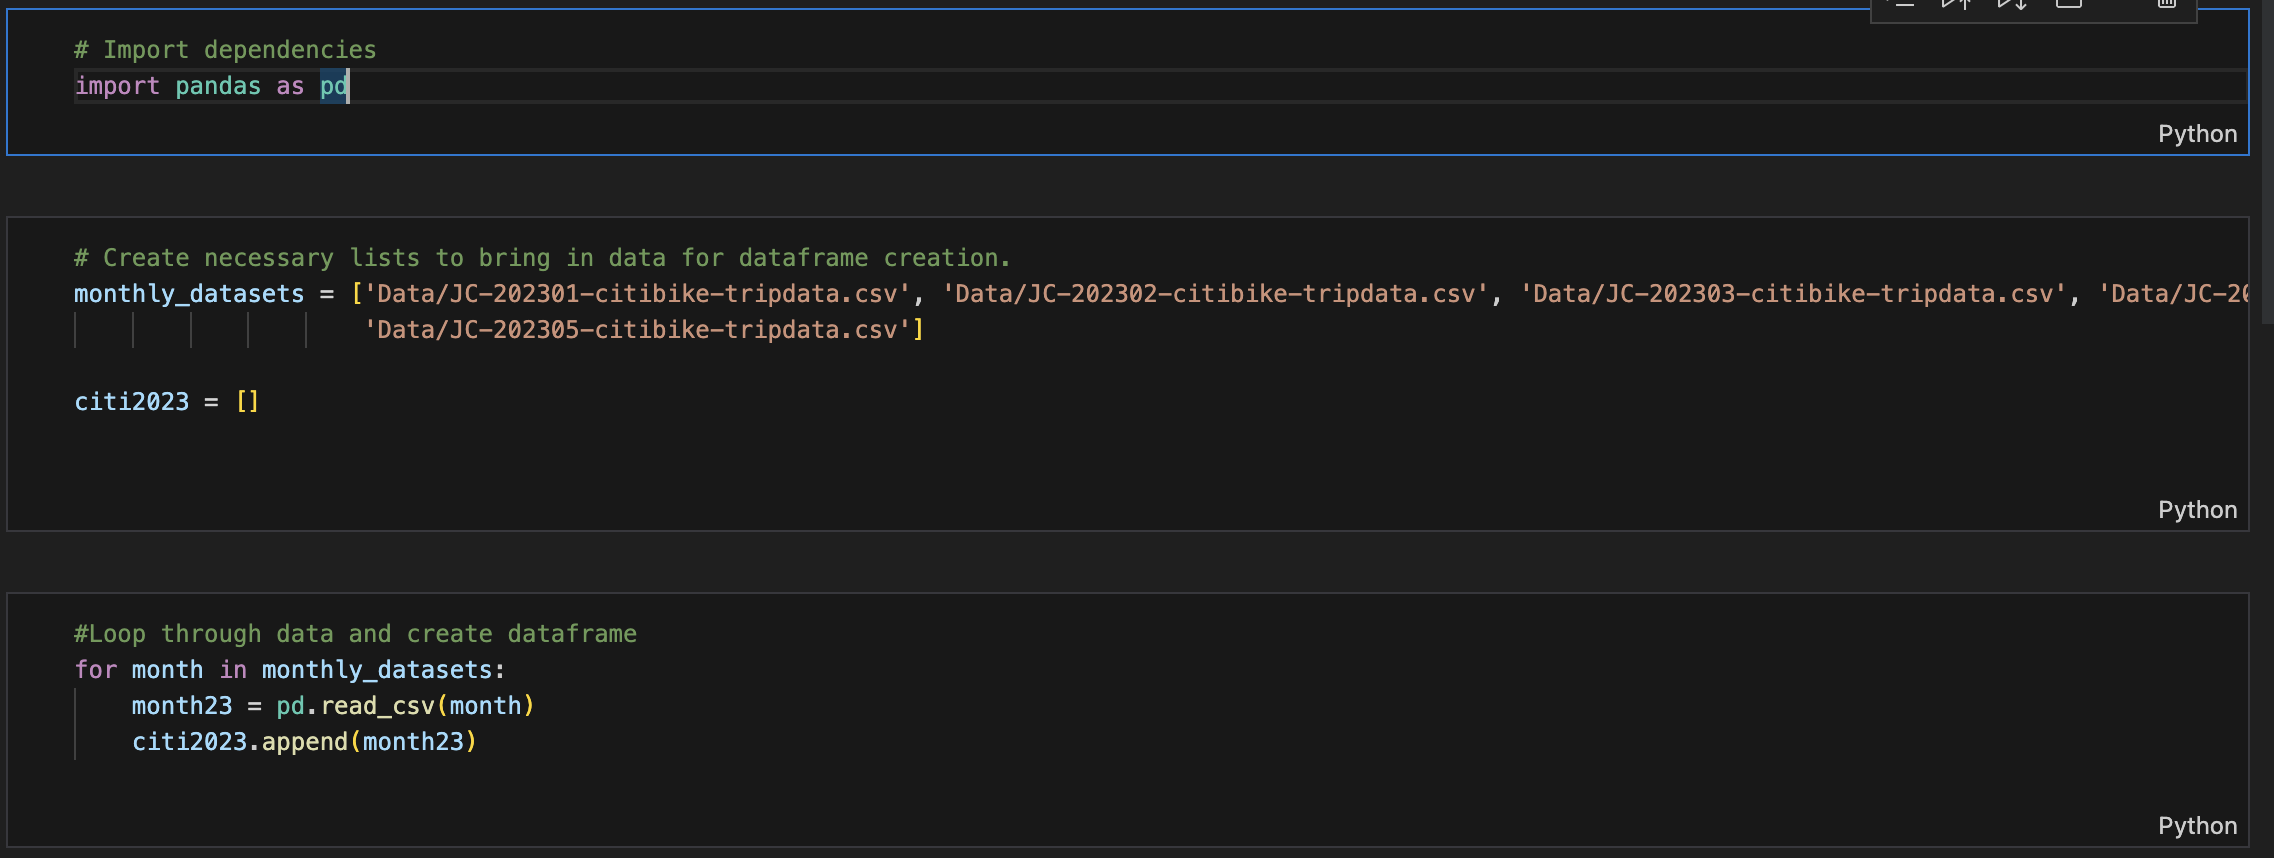 # Import dependencies
import pandas as pd
Python
# Create necessary lists to bring in data for dataframe creation.
monthly_datasets = ['Data/JC-202301-citibike-tripdata.csv', 'Data/JC-202302-citibike-tripdata.csv', 'Data/JC-202303-citibike-tripdata.csv', 'Data/JC-20
'Data/JC-202305-citibike-tripdata.csv']
citi2023 = []
Python
#Loop through data and create dataframe
for month in monthly_datasets:
month23 = pd.read_csv(month)
citi2023.append(month23)
Python